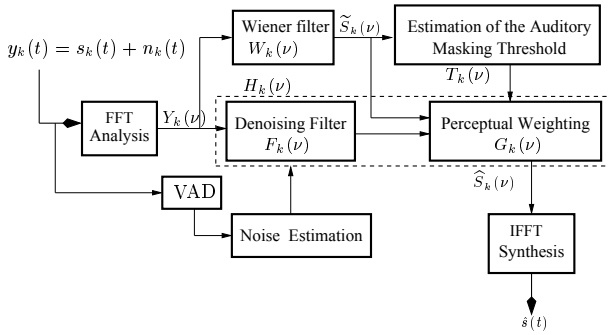 Wiener filter
W_k(ν)
S̃_k(ν)
Estimation of the Auditory
Masking Threshold
y_k(t) = s_k(t) + n_k(t)
T_k(ν)
H_k(ν)
FFT
Analysis
Y_k(ν)
Denoising Filter
F_k(ν)
Perceptual Weighting
G_k(ν)
Ŝ_k(ν)
VAD
Noise Estimation
IFFT
Synthesis
ŝ(t)